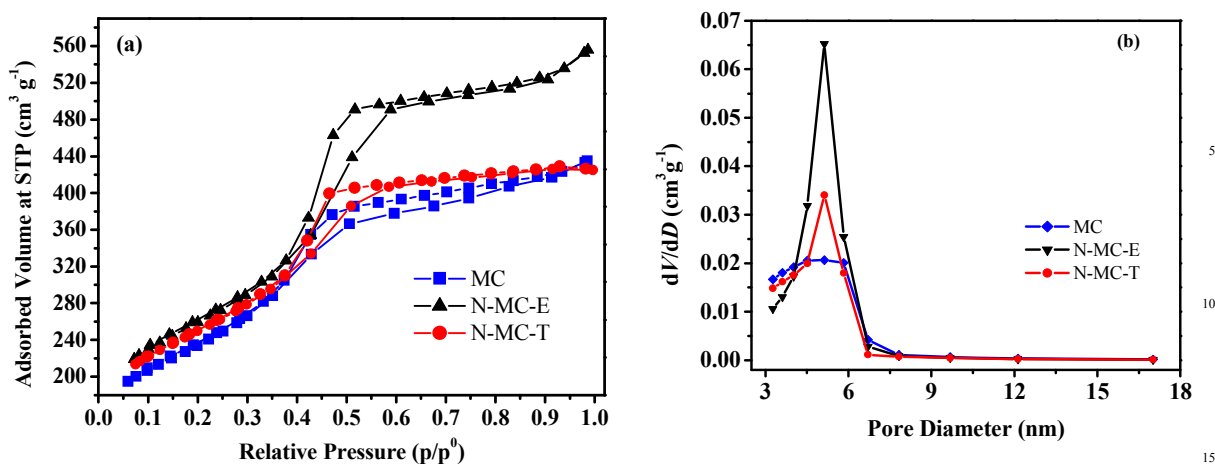 (a)
Adsorbed Volume at STP (cm³ g⁻¹)
560
520
480
440
400
360
320
280
240
200
MC
N-MC-E
N-MC-T
0.0 0.1 0.2 0.3 0.4 0.5 0.6 0.7 0.8 0.9 1.0
Relative Pressure (p/p⁰)
(b)
dV/dD (cm³g⁻¹)
0.07
0.06
0.05
0.04
0.03
0.02
0.01
0.00
MC
N-MC-E
N-MC-T
3 6 9 12 15 18
Pore Diameter (nm)
5
10
15